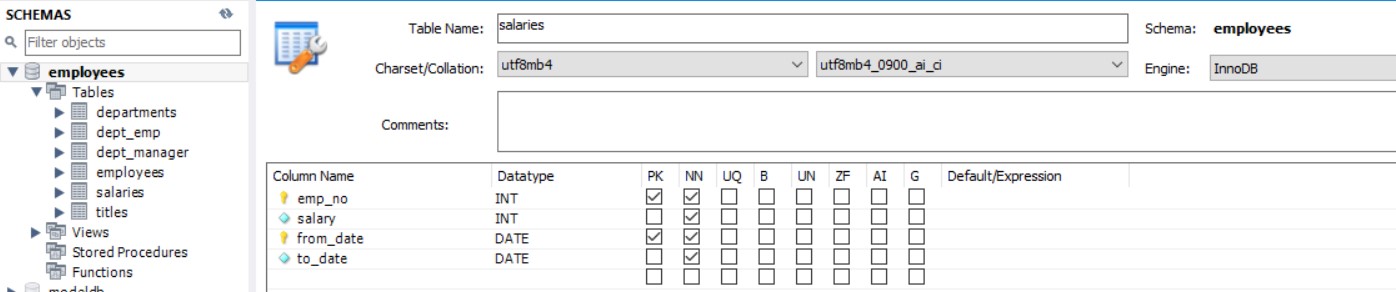 SCHEMAS
Filter objects
employees
Tables
departments
dept_emp
dept_manager
employees
salaries
titles
Views
Stored Procedures
Functions
Table Name: salaries Schema: employees
Charset/Collation: utf8mb4 utf8mb4_0900_ai_ci Engine: InnoDB
Comments:
Column Name Datatype PK NN UQ B UN ZF AI G Default/Expression
emp_no INT
salary INT
from_date DATE
to_date DATE